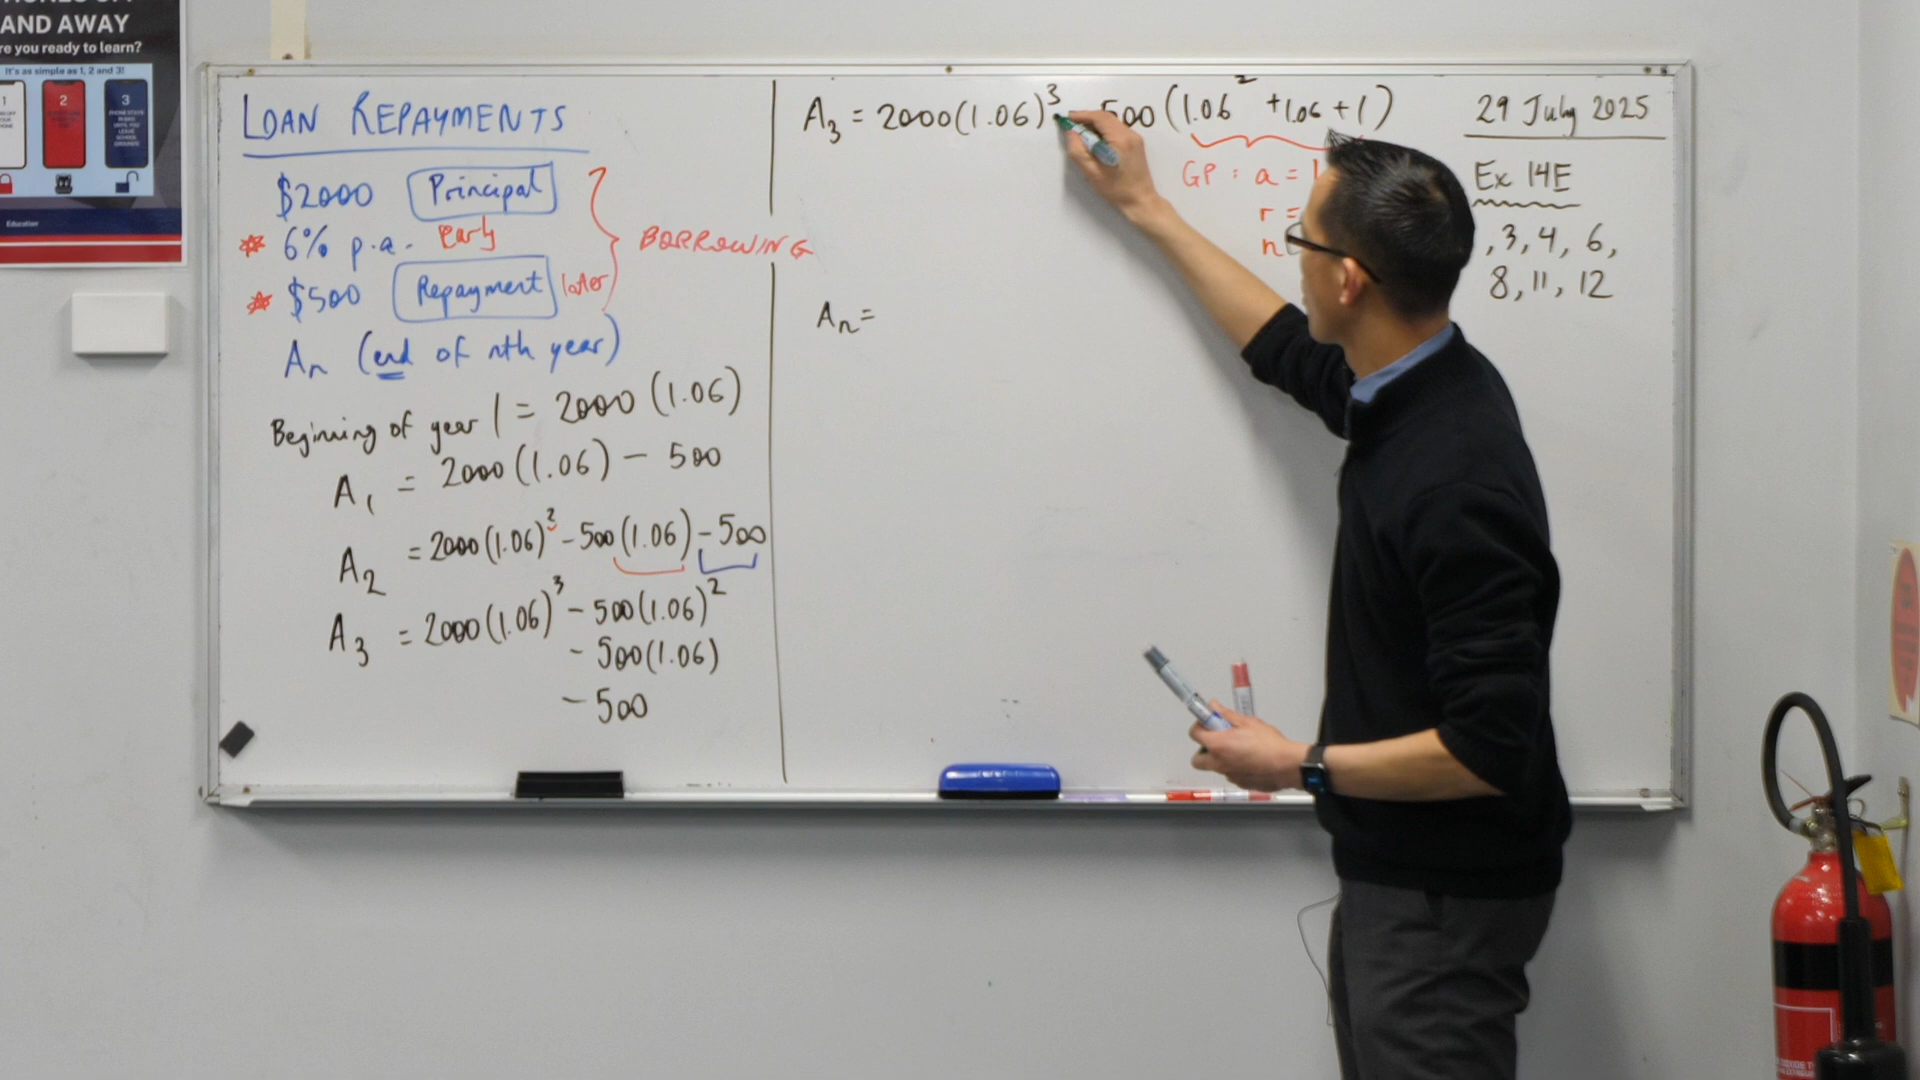 AND AWAY
re you ready to learn?
It's as simple as 1, 2 and 3!
1
2
3
Education
LOAN REPAYMENTS
$2000 Principal
* 6% p.a. early
BORROWING
* $500 Repayment later
An (end of nth year)
Beginning of year 1 = 2000 (1.06)
A1 = 2000(1.06) - 500
A2 = 2000(1.06)² - 500(1.06) - 500
A3 = 2000(1.06)³ - 500(1.06)²
- 500(1.06)
- 500
A3 = 2000(1.06)³ 500(1.06² + 1.06 + 1)
GP: a = 1
r =
n
An =
29 July 2025
Ex 14E
,3, 4, 6,
8, 11, 12